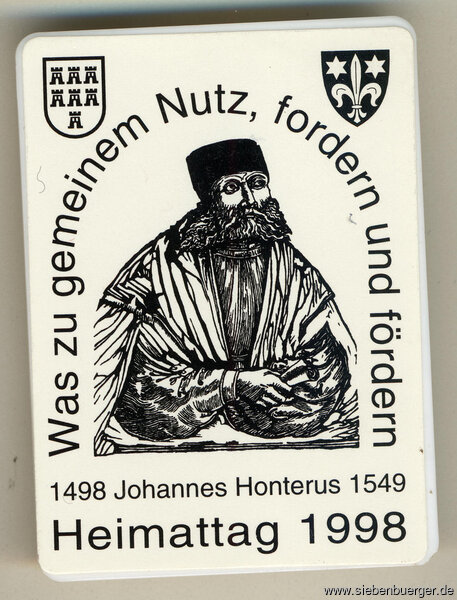 Was zu gemeinem Nutz, fordern und fördern
1498 Johannes Honterus 1549
Heimattag 1998
www.siebenbuerger.de